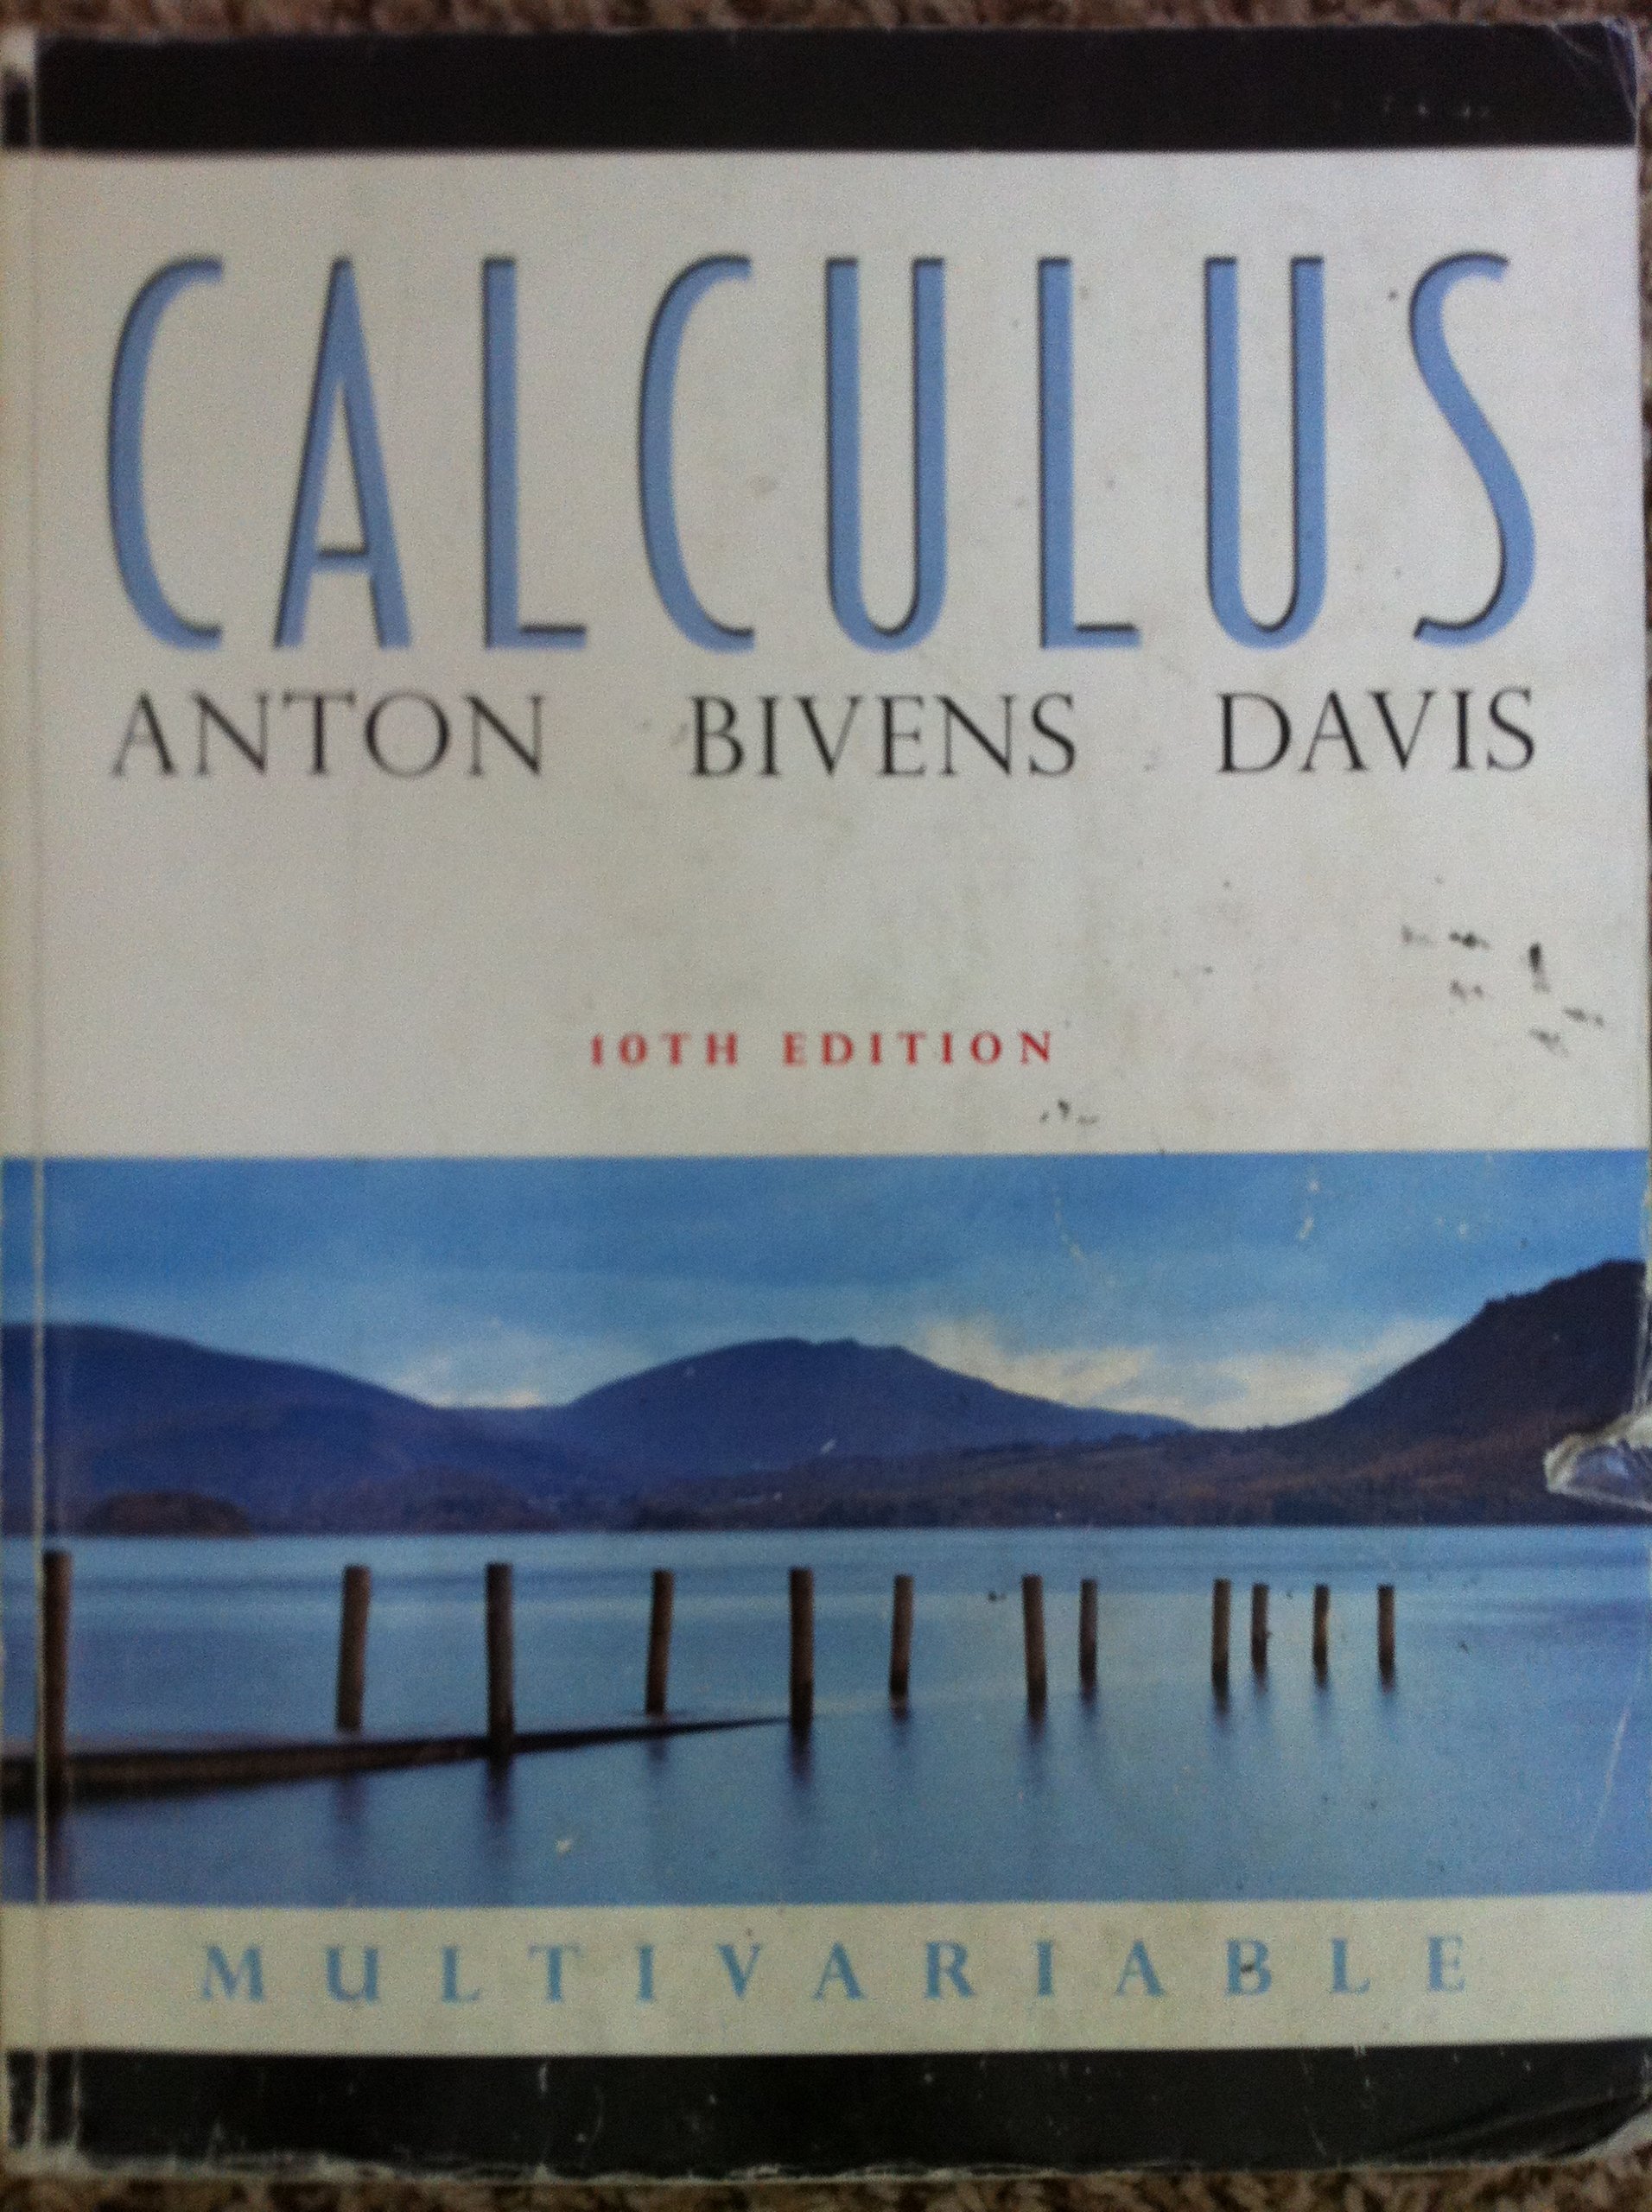 CALCULUS
ANTON BIVENS DAVIS
10TH EDITION
MULTIVARIABLE